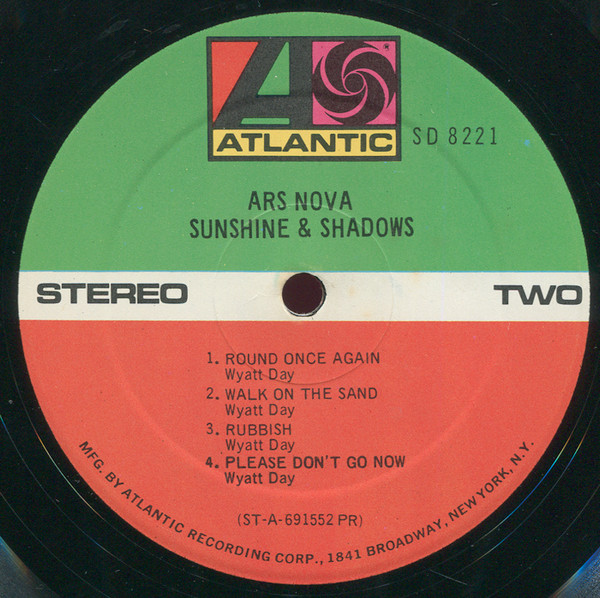 ATLANTIC
SD 8221
ARS NOVA
SUNSHINE & SHADOWS
STEREO
TWO
1. ROUND ONCE AGAIN
Wyatt Day
2. WALK ON THE SAND
Wyatt Day
3. RUBBISH
Wyatt Day
4. PLEASE DON'T GO NOW
Wyatt Day
(ST-A-691552 PR)
MFG. BY ATLANTIC RECORDING CORP., 1841 BROADWAY, NEW YORK, N.Y.